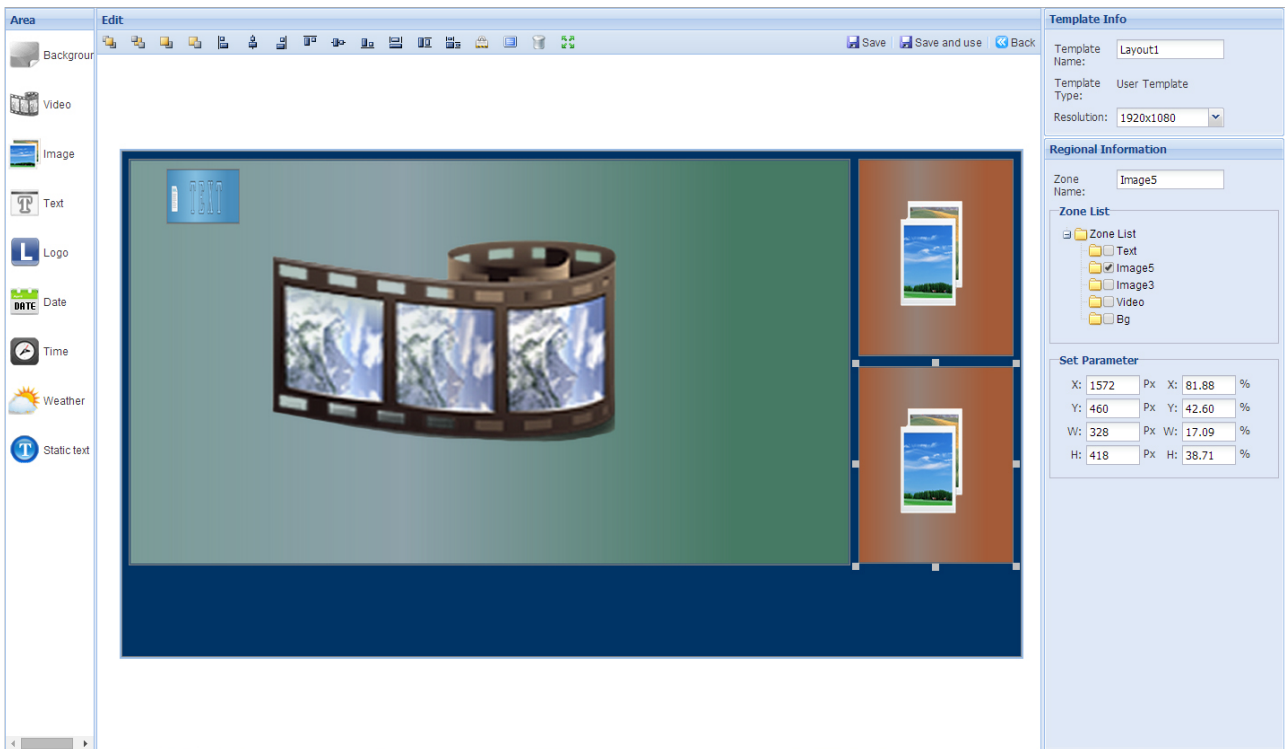 Area
Edit
Template Info
Backgroun
Video
Image
Text
Logo
DATE
Date
Time
Weather
Static text
Save
Save and use
Back
TEXT
Template Name:
Layout1
Template Type:
User Template
Resolution:
1920x1080
Regional Information
Zone Name:
Image5
Zone List
Zone List
Text
Image5
Image3
Video
Bg
Set Parameter
X: 1572 Px X: 81.88 %
Y: 460 Px Y: 42.60 %
W: 328 Px W: 17.09 %
H: 418 Px H: 38.71 %